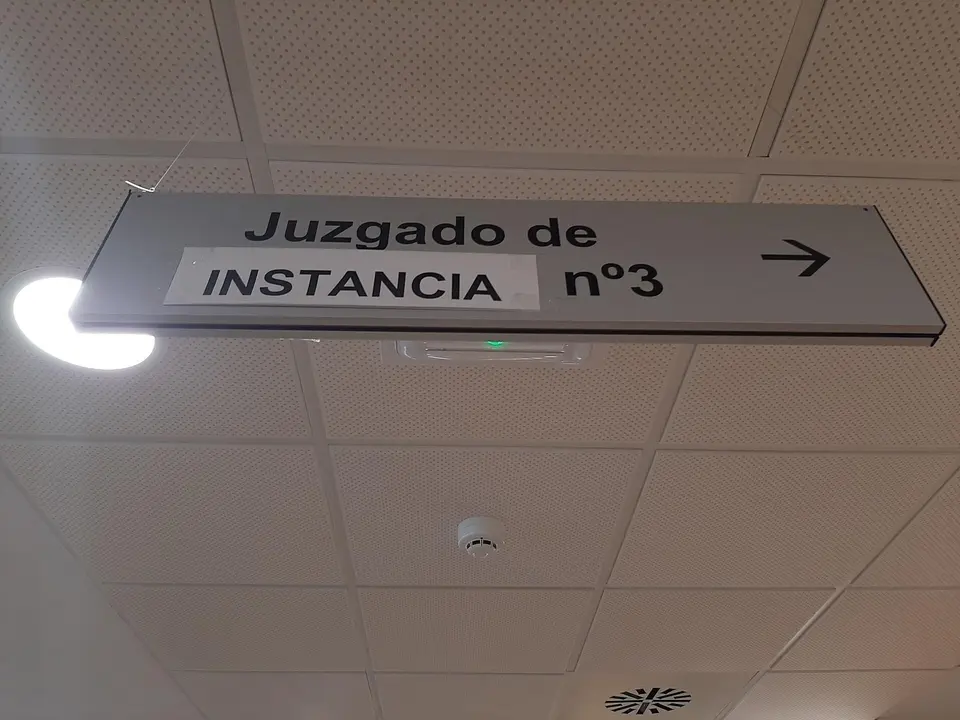 Juzgado de
INSTANCIA nº3 →